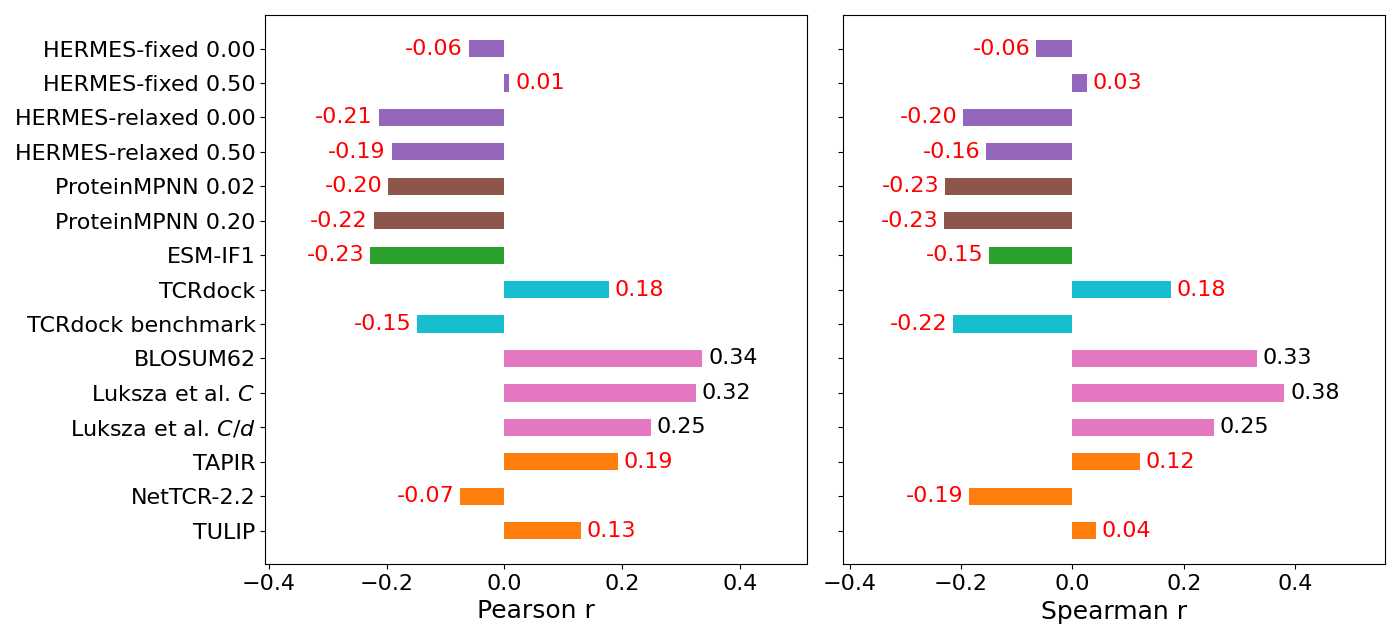 HERMES-fixed 0.00 -0.06 -0.06
HERMES-fixed 0.50 0.01 0.03
HERMES-relaxed 0.00 -0.21 -0.20
HERMES-relaxed 0.50 -0.19 -0.16
ProteinMPNN 0.02 -0.20 -0.23
ProteinMPNN 0.20 -0.22 -0.23
ESM-IF1 -0.23 -0.15
TCRdock 0.18 0.18
TCRdock benchmark -0.15 -0.22
BLOSUM62 0.34 0.33
Luksza et al. C 0.32 0.38
Luksza et al. C/d 0.25 0.25
TAPIR 0.19 0.12
NetTCR-2.2 -0.07 -0.19
TULIP 0.13 0.04
−0.4 −0.2 0.0 0.2 0.4 −0.4 −0.2 0.0 0.2 0.4
Pearson r Spearman r